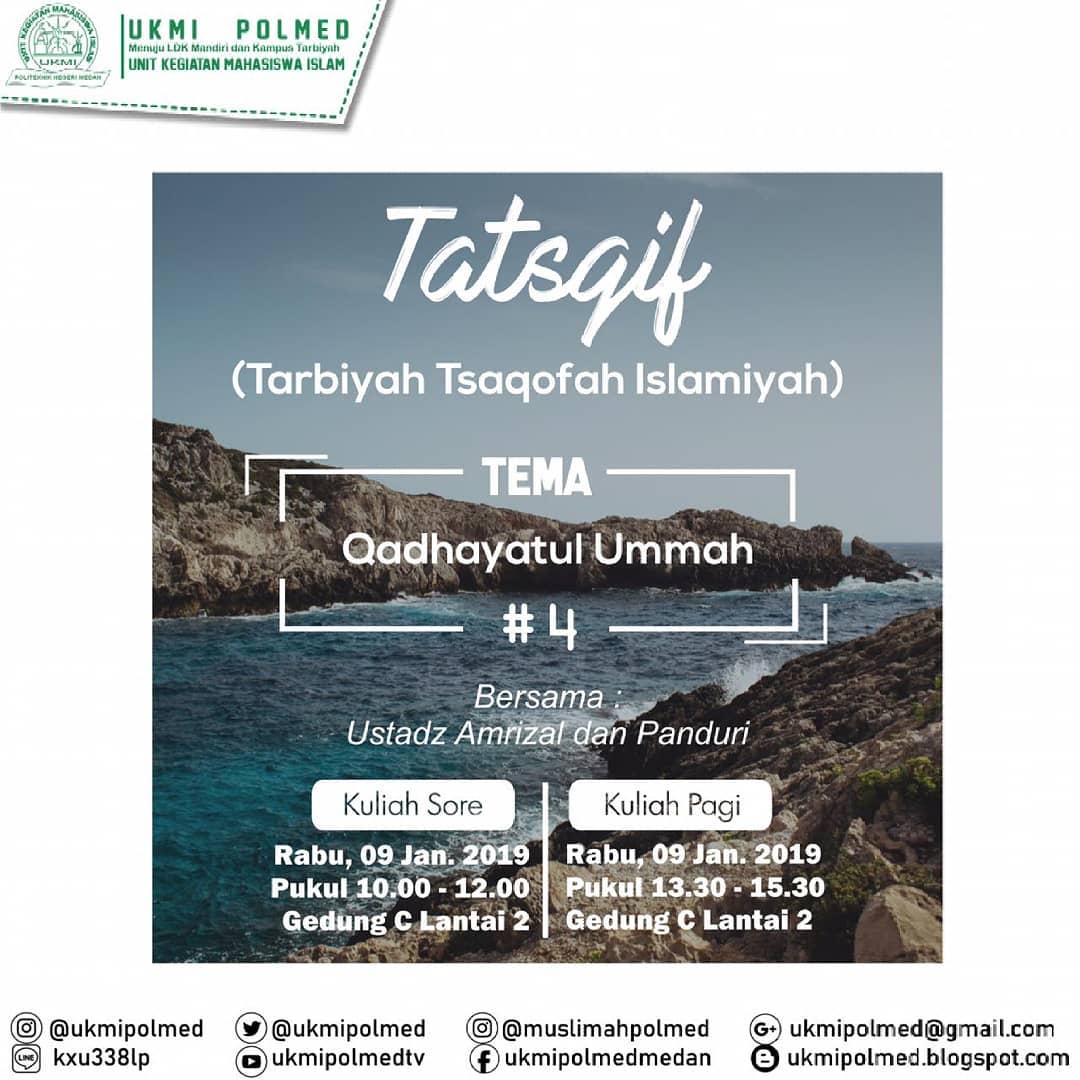 UNIT KEGIATAN MAHASISWA ISLAM
UKMI
POLITEKNIK NEGERI MEDAN
UKMI POLMED
Menuju LDK Mandiri dan Kampus Tarbiyah
UNIT KEGIATAN MAHASISWA ISLAM
Tatsqif
(Tarbiyah Tsaqofah Islamiyah)
TEMA
Qadhayatul Ummah
#4
Bersama :
Ustadz Amrizal dan Panduri
Kuliah Sore
Rabu, 09 Jan. 2019
Pukul 10.00 - 12.00
Gedung C Lantai 2
Kuliah Pagi
Rabu, 09 Jan. 2019
Pukul 13.30 - 15.30
Gedung C Lantai 2
@ukmipolmed
@ukmipolmed
@muslimahpolmed
G+ ukmipolmed@gmail.com
LINE kxu338lp
ukmipolmedtv
ukmipolmedmedan
ukmipolmed.blogspot.com